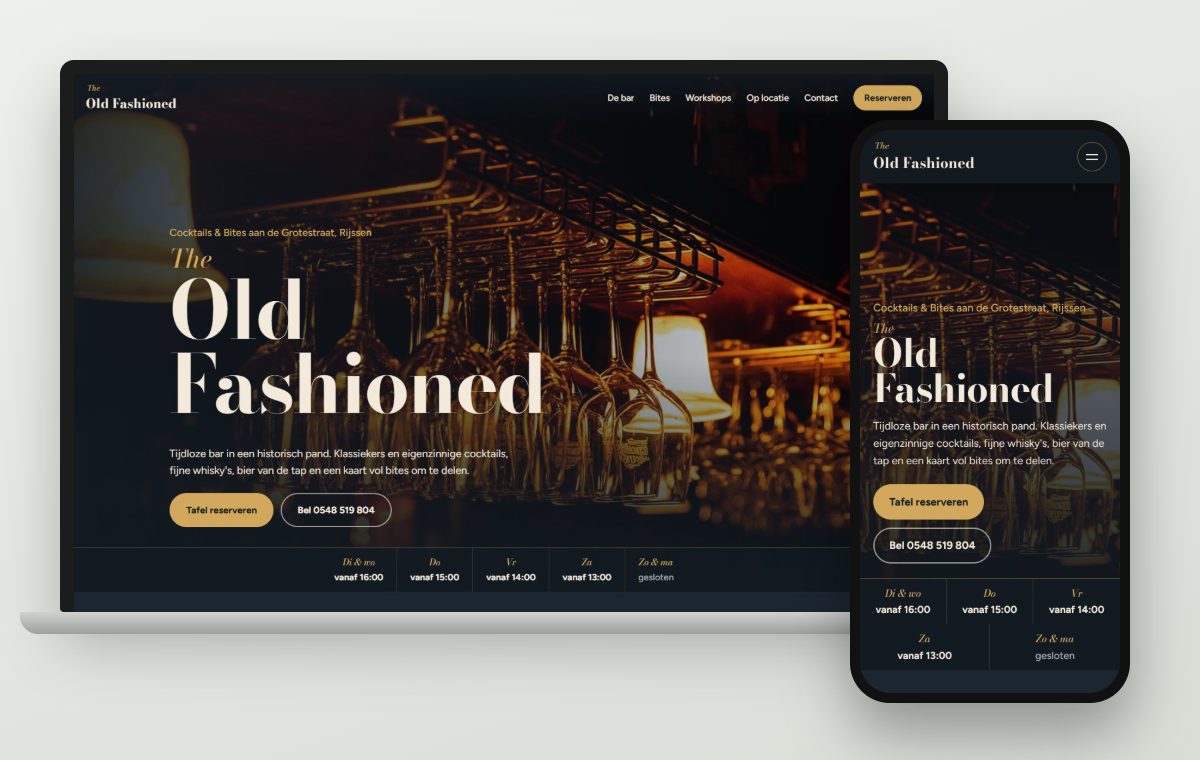 The
Old Fashioned
De bar Bites Workshops Op locatie Contact Reserveren
Cocktails & Bites aan de Grotestraat, Rijssen
The
Old
Fashioned
Tijdloze bar in een historisch pand. Klassiekers en eigenzinnige cocktails,
fijne whisky's, bier van de tap en een kaart vol bites om te delen.
Tafel reserveren Bel 0548 519 804
Di & wo Do Vr Za Zo & ma
vanaf 16:00 vanaf 15:00 vanaf 14:00 vanaf 13:00 gesloten
The
Old Fashioned
Cocktails & Bites aan de Grotestraat, Rijssen
The
Old
Fashioned
Tijdloze bar in een historisch pand. Klassiekers en
eigenzinnige cocktails, fijne whisky's, bier van de
tap en een kaart vol bites om te delen.
Tafel reserveren
Bel 0548 519 804
Di & wo Do Vr
vanaf 16:00 vanaf 15:00 vanaf 14:00
Za Zo & ma
vanaf 13:00 gesloten